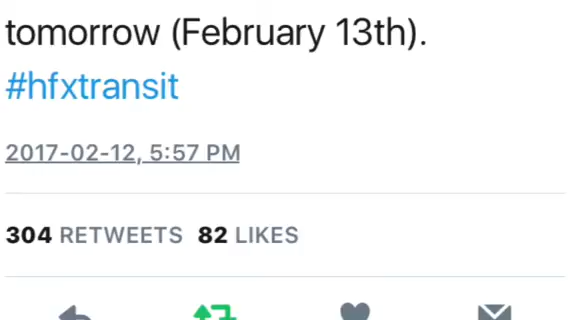 tomorrow (February 13th).
#hfxtransit
2017-02-12, 5:57 PM
304 RETWEETS 82 LIKES